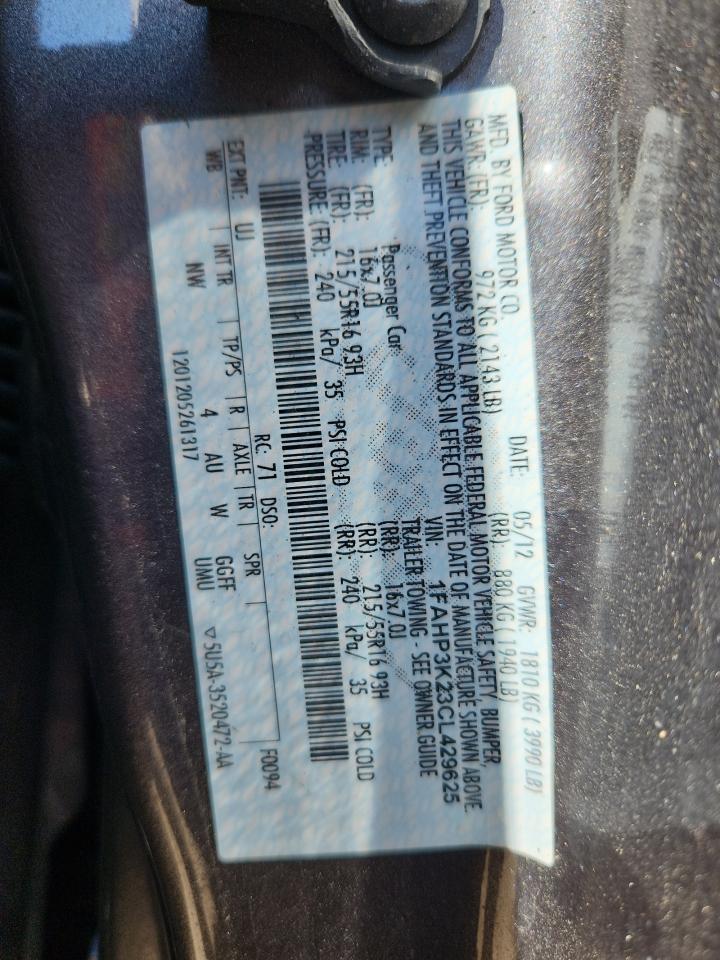 MFD. BY FORD MOTOR CO.
DATE: 05/12 GVWR: 1810 KG ( 3990 LB)
GAWR: (FR): 972 KG ( 2143 LB) (RR): 880 KG ( 1940 LB)
THIS VEHICLE CONFORMS TO ALL APPLICABLE FEDERAL MOTOR VEHICLE SAFETY, BUMPER,
AND THEFT PREVENTION STANDARDS IN EFFECT ON THE DATE OF MANUFACTURE SHOWN ABOVE.
VIN: 1FAHP3K23CL429625
TYPE: Passenger Car TRAILER TOWING - SEE OWNER GUIDE
RIM: (FR): 16x7.0J (RR): 16x7.0J
TIRE: (FR): 215/55R16 93H (RR): 215/55R16 93H
PRESSURE (FR): 240 kPa/ 35 PSI COLD (RR): 240 kPa/ 35 PSI COLD
F0094
EXT PNT: UJ RC: 71 DSO:
WB INT TR TP/PS R AXLE TR SPR
NW 4 AU W GGFF
UMU
1201205261317 ▽5U5A-3520472-AA